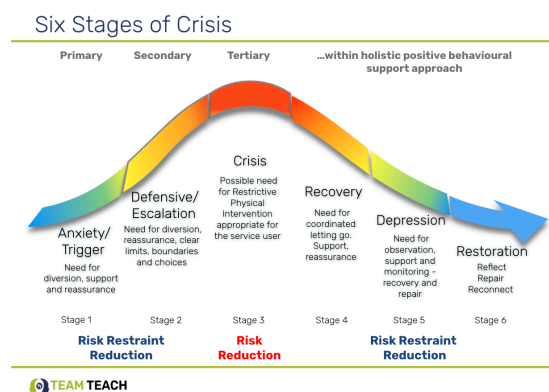 Six Stages of Crisis
Primary
Secondary
Tertiary
...within holistic positive behavioural
support approach
Anxiety/
Trigger
Need for
diversion, support
and reassurance
Defensive/
Escalation
Need for diversion,
reassurance, clear
limits, boundaries
and choices
Crisis
Possible need
for Restrictive
Physical
Intervention
appropriate for
the service user
Recovery
Need for
coordinated
letting go.
Support,
reassurance
Depression
Need for
observation,
support and
monitoring -
recovery and
repair
Restoration
Reflect
Repair
Reconnect
Stage 1
Stage 2
Stage 3
Stage 4
Stage 5
Stage 6
Risk Restraint
Reduction
Risk
Reduction
Risk Restraint
Reduction
TEAM TEACH